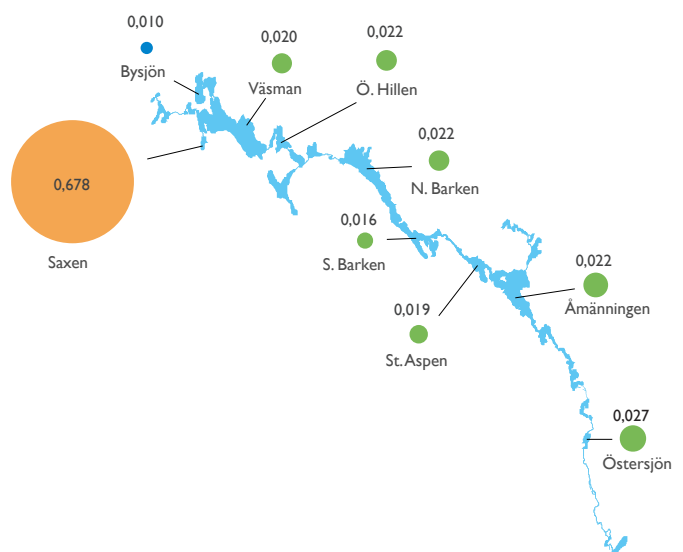 0,010
Bysjön
0,020
Väsman
0,022
Ö. Hillen
0,678
Saxen
0,022
N. Barken
0,016
S. Barken
0,022
Åmänningen
0,019
St. Aspen
0,027
Östersjön